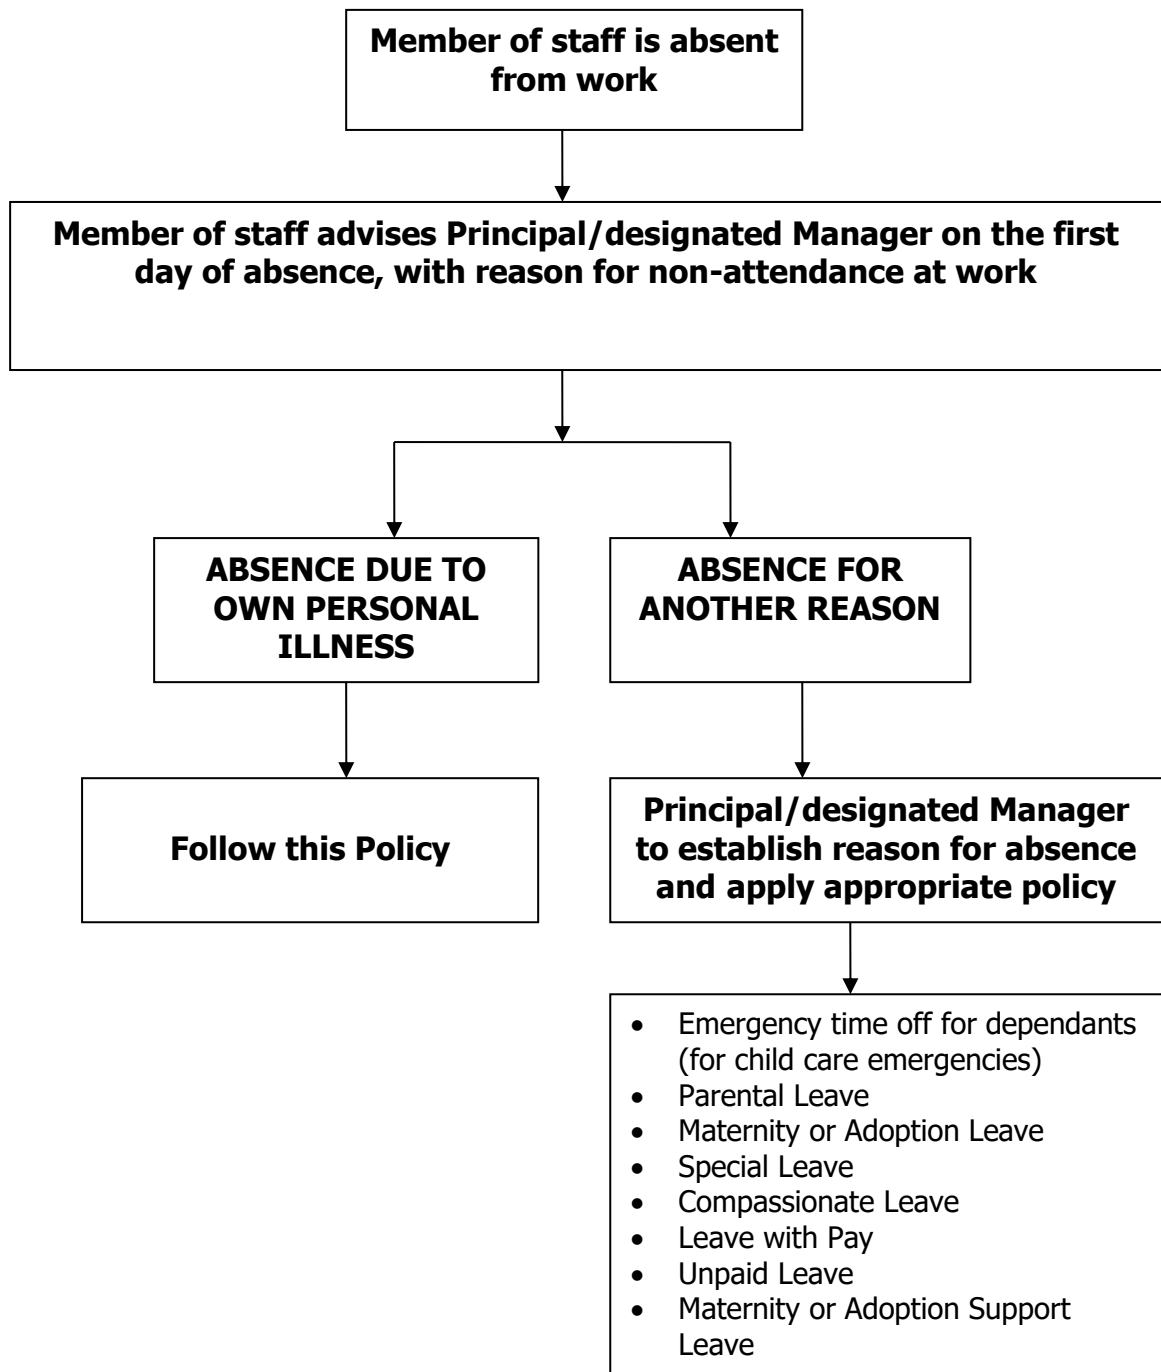 Member of staff is absent
from work
Member of staff advises Principal/designated Manager on the first
day of absence, with reason for non-attendance at work
ABSENCE DUE TO
OWN PERSONAL
ILLNESS
ABSENCE FOR
ANOTHER REASON
Follow this Policy
Principal/designated Manager
to establish reason for absence
and apply appropriate policy
• Emergency time off for dependants
(for child care emergencies)
• Parental Leave
• Maternity or Adoption Leave
• Special Leave
• Compassionate Leave
• Leave with Pay
• Unpaid Leave
• Maternity or Adoption Support
Leave